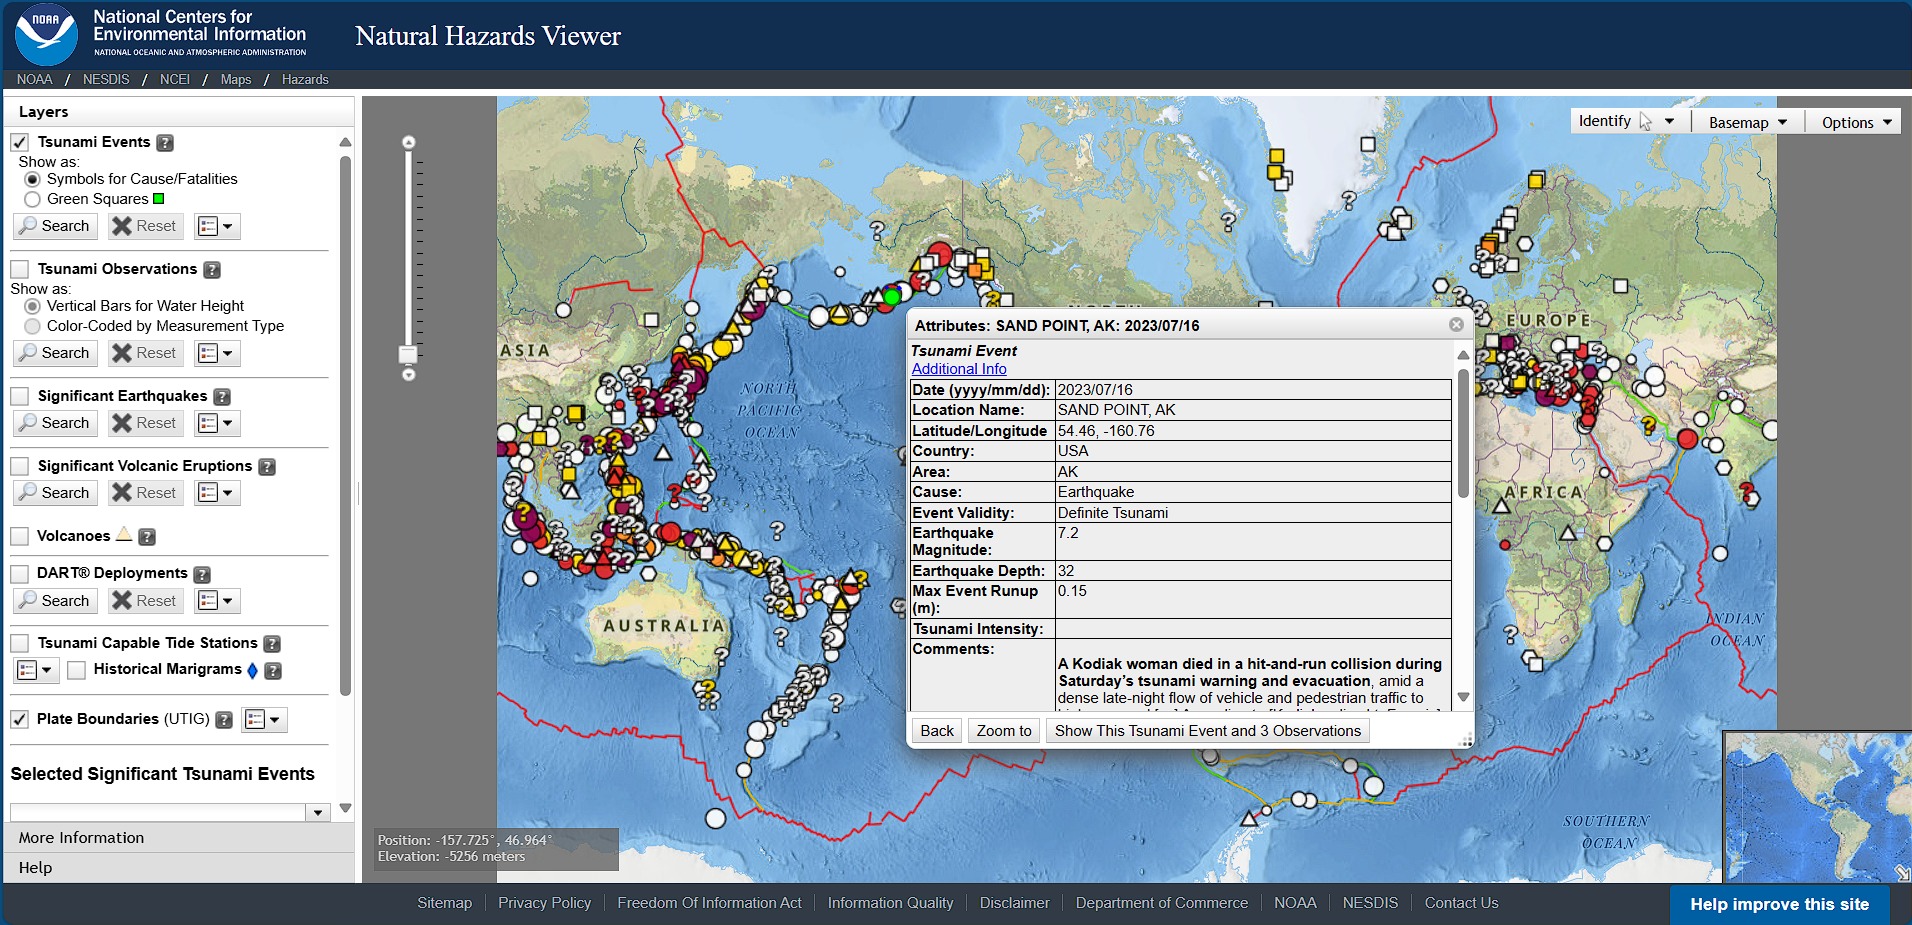 NOAA
National Centers for
Environmental Information
NATIONAL OCEANIC AND ATMOSPHERIC ADMINISTRATION
Natural Hazards Viewer
NOAA / NESDIS / NCEI / Maps / Hazards
Layers
Tsunami Events ?
Show as:
Symbols for Cause/Fatalities
Green Squares
Search Reset
Tsunami Observations ?
Show as:
Vertical Bars for Water Height
Color-Coded by Measurement Type
Search Reset
Significant Earthquakes ?
Search Reset
Significant Volcanic Eruptions ?
Search Reset
Volcanoes ?
DART® Deployments ?
Search Reset
Tsunami Capable Tide Stations ?
Historical Marigrams ?
Plate Boundaries (UTIG) ?
Selected Significant Tsunami Events
More Information
Help
Identify
Basemap
Options
ASIA
NORTH
PACIFIC
OCEAN
AUSTRALIA
NORTH
EUROPE
AFRICA
INDIAN
OCEAN
SOUTHERN
OCEAN
Attributes: SAND POINT, AK: 2023/07/16
Tsunami Event
Additional Info
Date (yyyy/mm/dd): 2023/07/16
Location Name: SAND POINT, AK
Latitude/Longitude 54.46, -160.76
Country: USA
Area: AK
Cause: Earthquake
Event Validity: Definite Tsunami
Earthquake
Magnitude: 7.2
Earthquake Depth: 32
Max Event Runup
(m): 0.15
Tsunami Intensity:
Comments:
A Kodiak woman died in a hit-and-run collision during
Saturday's tsunami warning and evacuation, amid a
dense late-night flow of vehicle and pedestrian traffic to
Back Zoom to Show This Tsunami Event and 3 Observations
Position: -157.725°, 46.964°
Elevation: -5256 meters
Sitemap Privacy Policy Freedom Of Information Act Information Quality Disclaimer Department of Commerce NOAA NESDIS Contact Us
Help improve this site